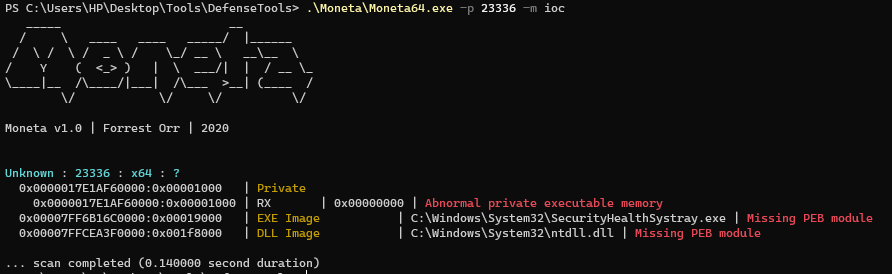 PS C:\Users\HP\Desktop\Tools\DefenseTools> .\Moneta\Moneta64.exe -p 23336 -m ioc
Moneta
Moneta v1.0 | Forrest Orr | 2020
Unknown : 23336 : x64 : ?
0x0000017E1AF60000:0x00001000 | Private
0x0000017E1AF60000:0x00001000 | RX | 0x00000000 | Abnormal private executable memory
0x00007FF6B16C0000:0x00019000 | EXE Image | C:\Windows\System32\SecurityHealthSystray.exe | Missing PEB module
0x00007FFCEA3F0000:0x001f8000 | DLL Image | C:\Windows\System32\ntdll.dll | Missing PEB module
... scan completed (0.140000 second duration)